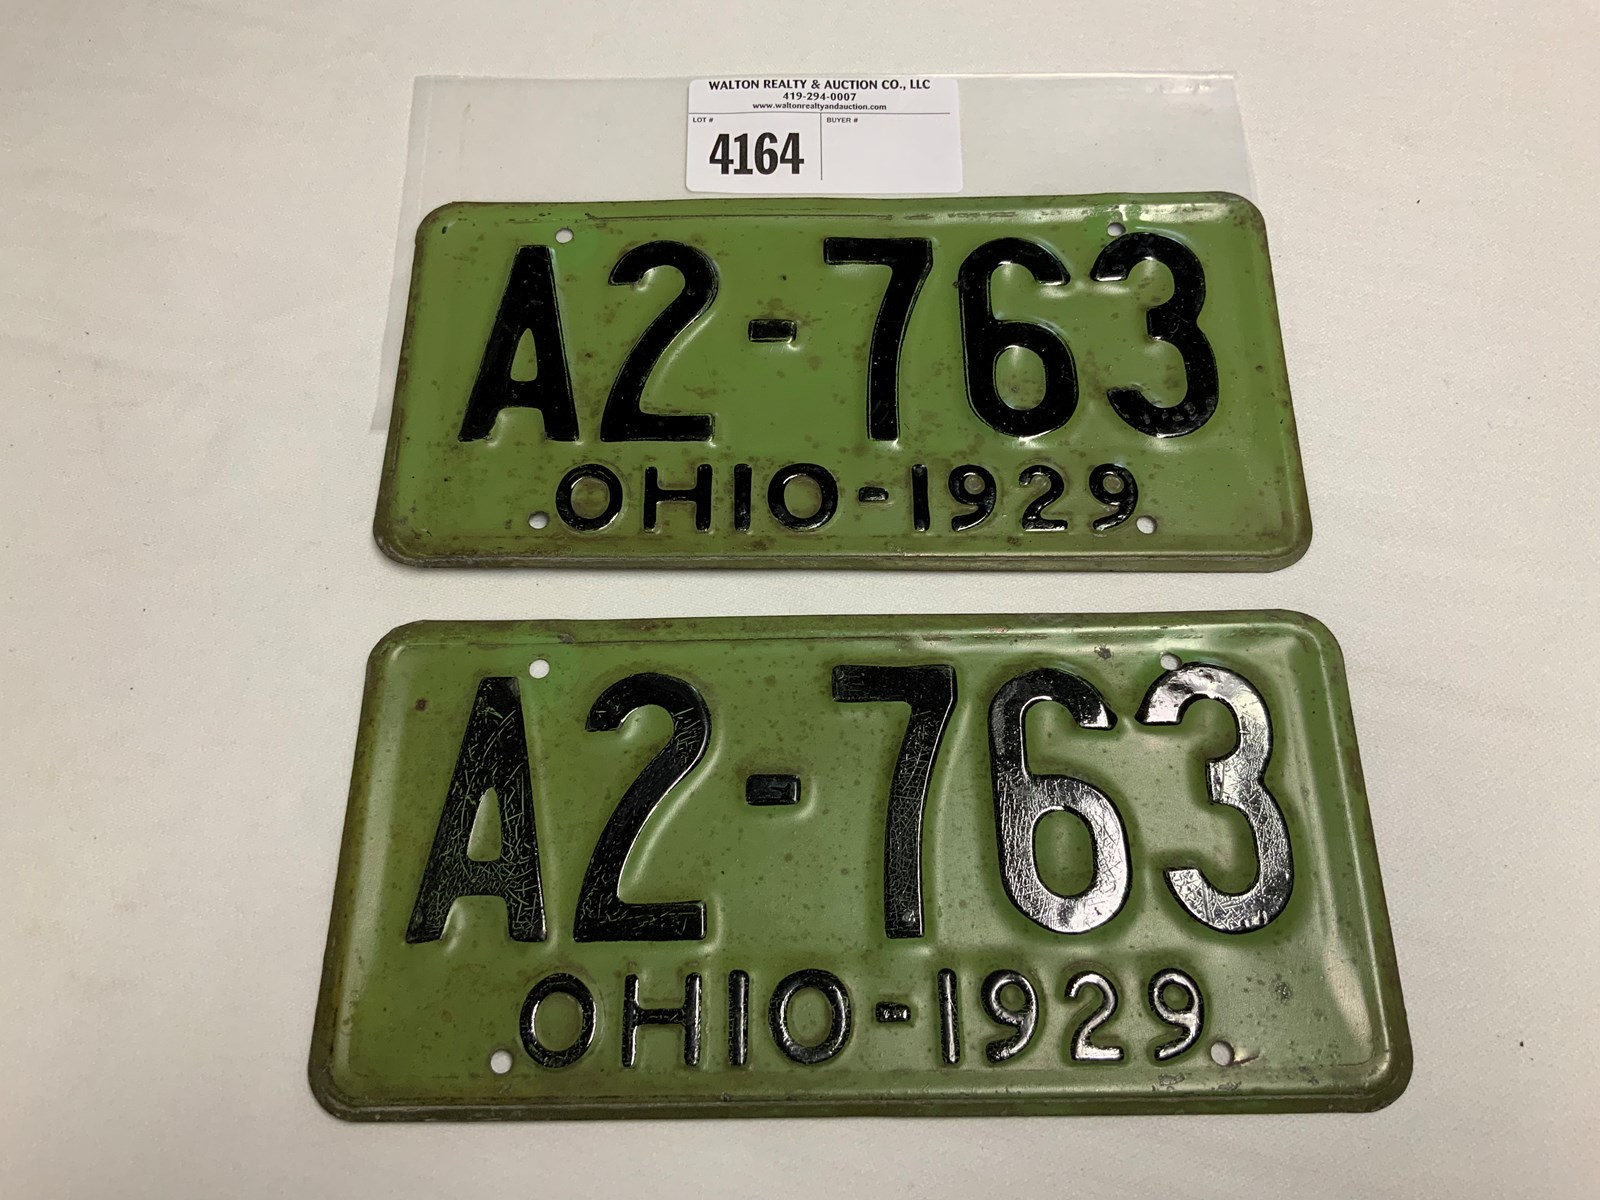 WALTON REALTY & AUCTION CO., LLC
419-294-0007
www.waltonrealtyandauction.com
LOT # BUYER #
4164
A2-763
OHIO-1929
A2-763
OHIO-1929